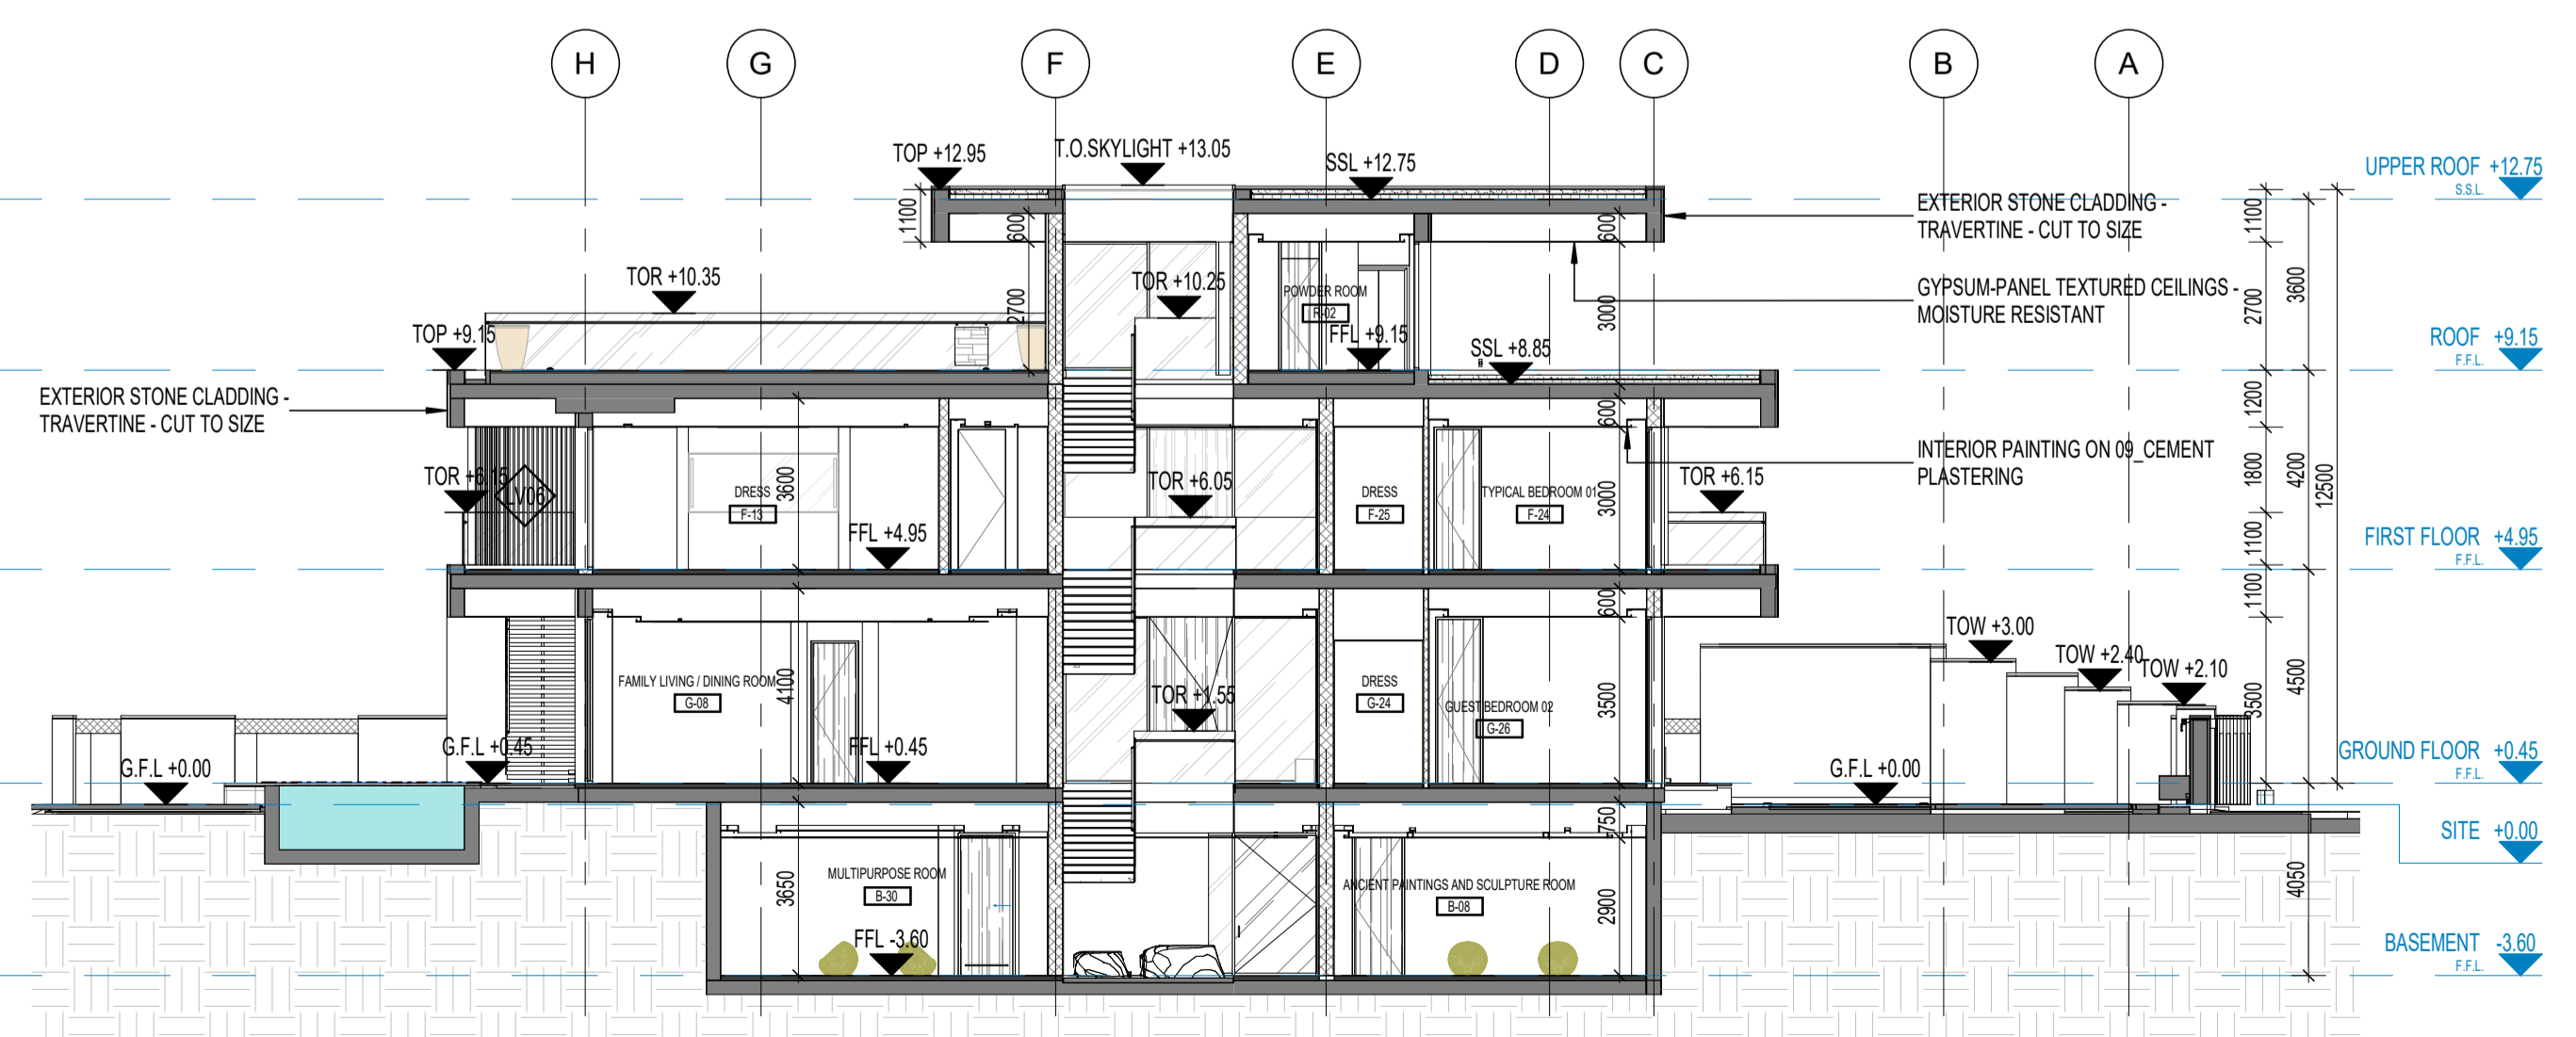 H
G
F
E
D
C
B
A
TOP +12.95
T.O.SKYLIGHT +13.05
SSL +12.75
UPPER ROOF +12.75
S.S.L.
EXTERIOR STONE CLADDING -
TRAVERTINE - CUT TO SIZE
1100
600
600
1100
3600
TOR +10.35
TOR +10.25
POWDER ROOM
R-02
GYPSUM-PANEL TEXTURED CEILINGS -
MOISTURE RESISTANT
2700
3000
2700
TOP +9.15
FFL +9.15
SSL +8.85
ROOF +9.15
F.F.L.
EXTERIOR STONE CLADDING -
TRAVERTINE - CUT TO SIZE
600
1200
INTERIOR PAINTING ON 09_CEMENT
PLASTERING
TOR +6.15
LV06
DRESS
F-13
3600
TOR +6.05
DRESS
F-25
TYPICAL BEDROOM 01
F-24
3000
TOR +6.15
1800
4200
12500
FFL +4.95
1100
FIRST FLOOR +4.95
F.F.L.
600
1100
TOW +3.00
TOW +2.40
TOW +2.10
FAMILY LIVING / DINING ROOM
G-08
4100
TOR +1.55
DRESS
G-24
GUEST BEDROOM 02
G-26
3500
3500
4500
G.F.L +0.00
G.F.L +0.45
FFL +0.45
G.F.L +0.00
GROUND FLOOR +0.45
F.F.L.
750
SITE +0.00
MULTIPURPOSE ROOM
B-30
3650
ANCIENT PAINTINGS AND SCULPTURE ROOM
B-08
2900
4050
FFL -3.60
BASEMENT -3.60
F.F.L.